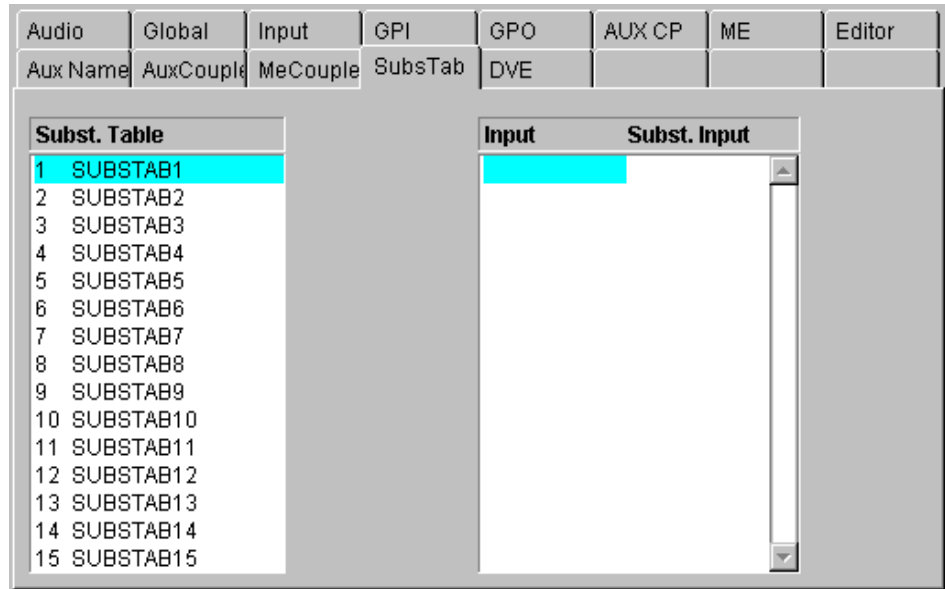 Audio Global Input GPI GPO AUX CP ME Editor
Aux Name AuxCouple MeCouple SubsTab DVE
Subst. Table Input Subst. Input
1 SUBSTAB1
2 SUBSTAB2
3 SUBSTAB3
4 SUBSTAB4
5 SUBSTAB5
6 SUBSTAB6
7 SUBSTAB7
8 SUBSTAB8
9 SUBSTAB9
10 SUBSTAB10
11 SUBSTAB11
12 SUBSTAB12
13 SUBSTAB13
14 SUBSTAB14
15 SUBSTAB15